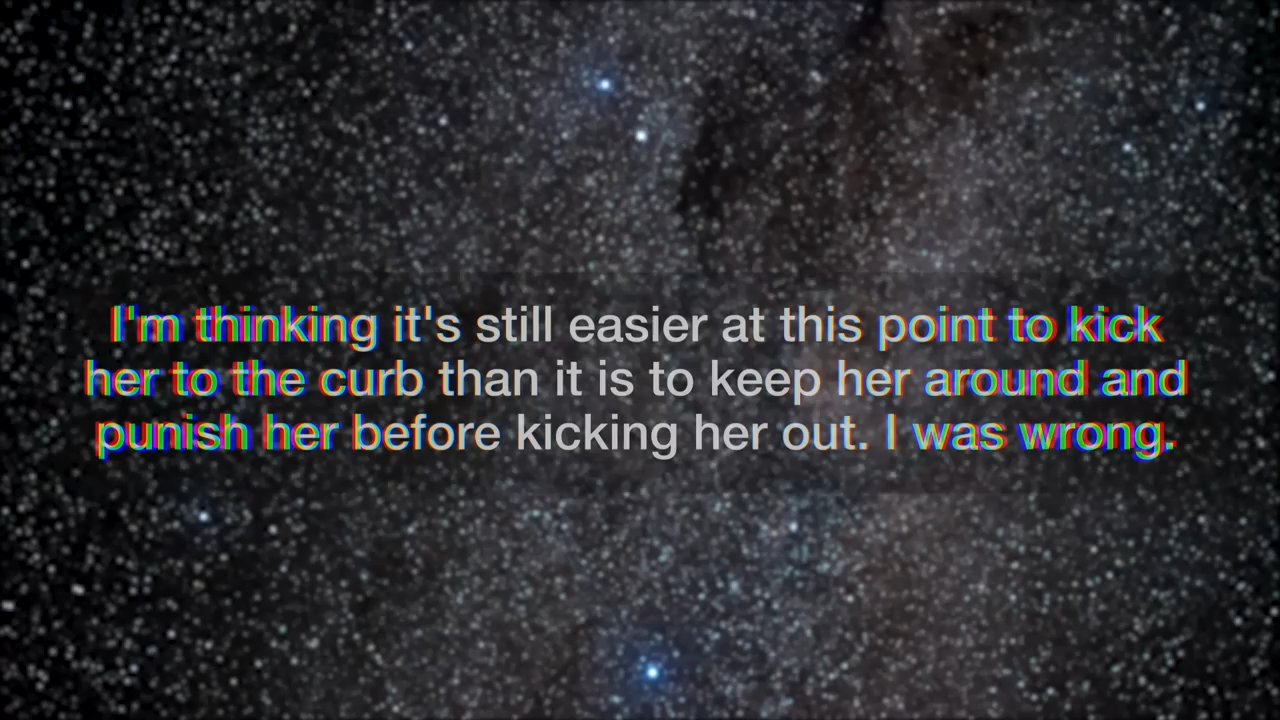 I'm thinking it's still easier at this point to kick
her to the curb than it is to keep her around and
punish her before kicking her out. I was wrong.